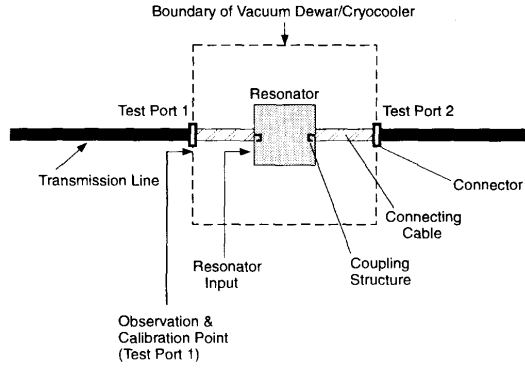 Boundary of Vacuum Dewar/Cryocooler
Resonator
Test Port 1
Test Port 2
Transmission Line
Connector
Connecting
Cable
Resonator
Input
Coupling
Structure
Observation &
Calibration Point
(Test Port 1)